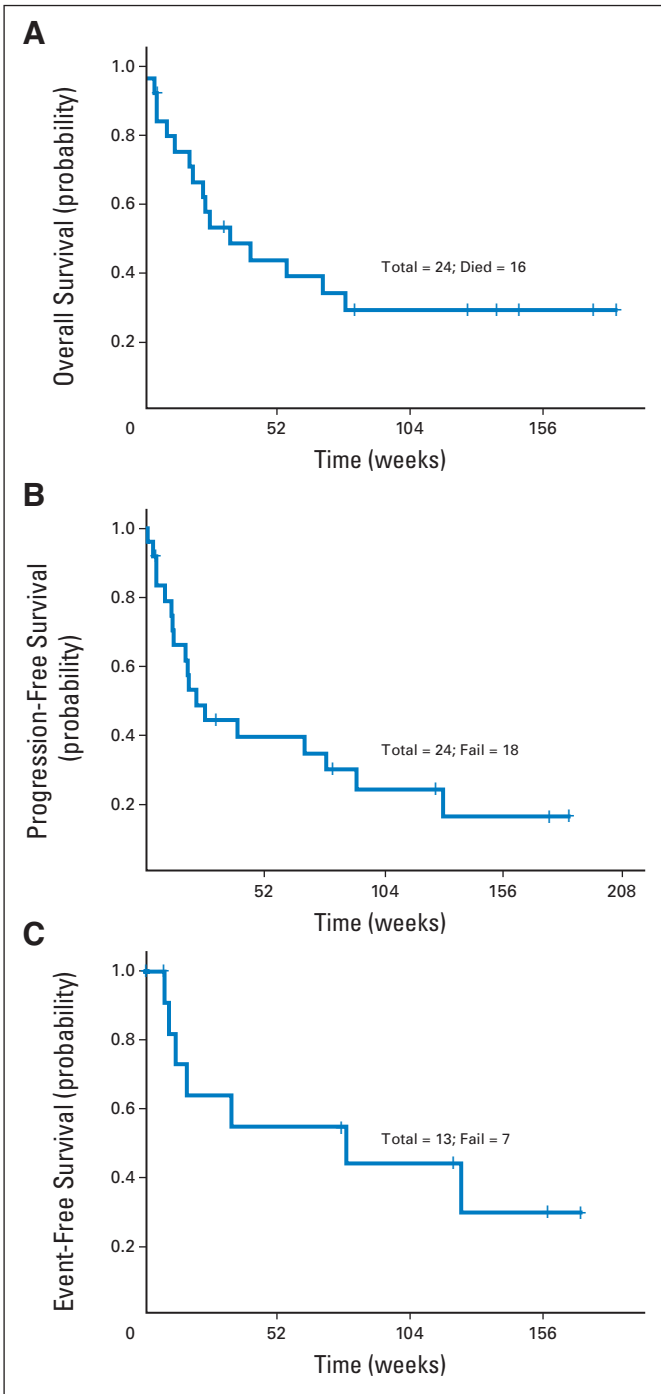 A
Overall Survival (probability)
1.0
0.8
0.6
0.4
0.2
Total = 24; Died = 16
0
52
104
156
Time (weeks)
B
Progression-Free Survival
(probability)
1.0
0.8
0.6
0.4
0.2
Total = 24; Fail = 18
0
52
104
156
208
Time (weeks)
C
Event-Free Survival (probability)
1.0
0.8
0.6
0.4
0.2
Total = 13; Fail = 7
0
52
104
156
Time (weeks)